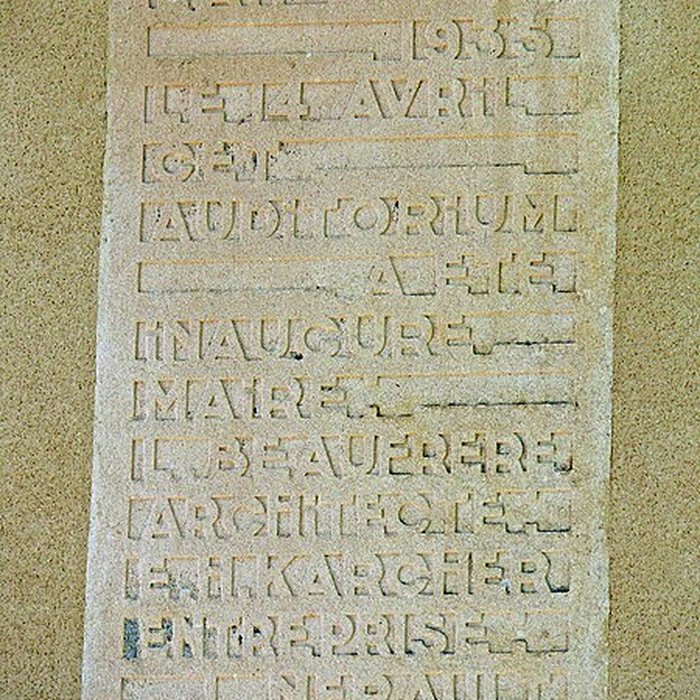 1935
LE 14 AVRIL
CET
AUDITORIUM
A ETE
INAUGURE
MAIRE
L. BEAUFRERE
ARCHITECTE
E. H. KARCHER
ENTREPRISE